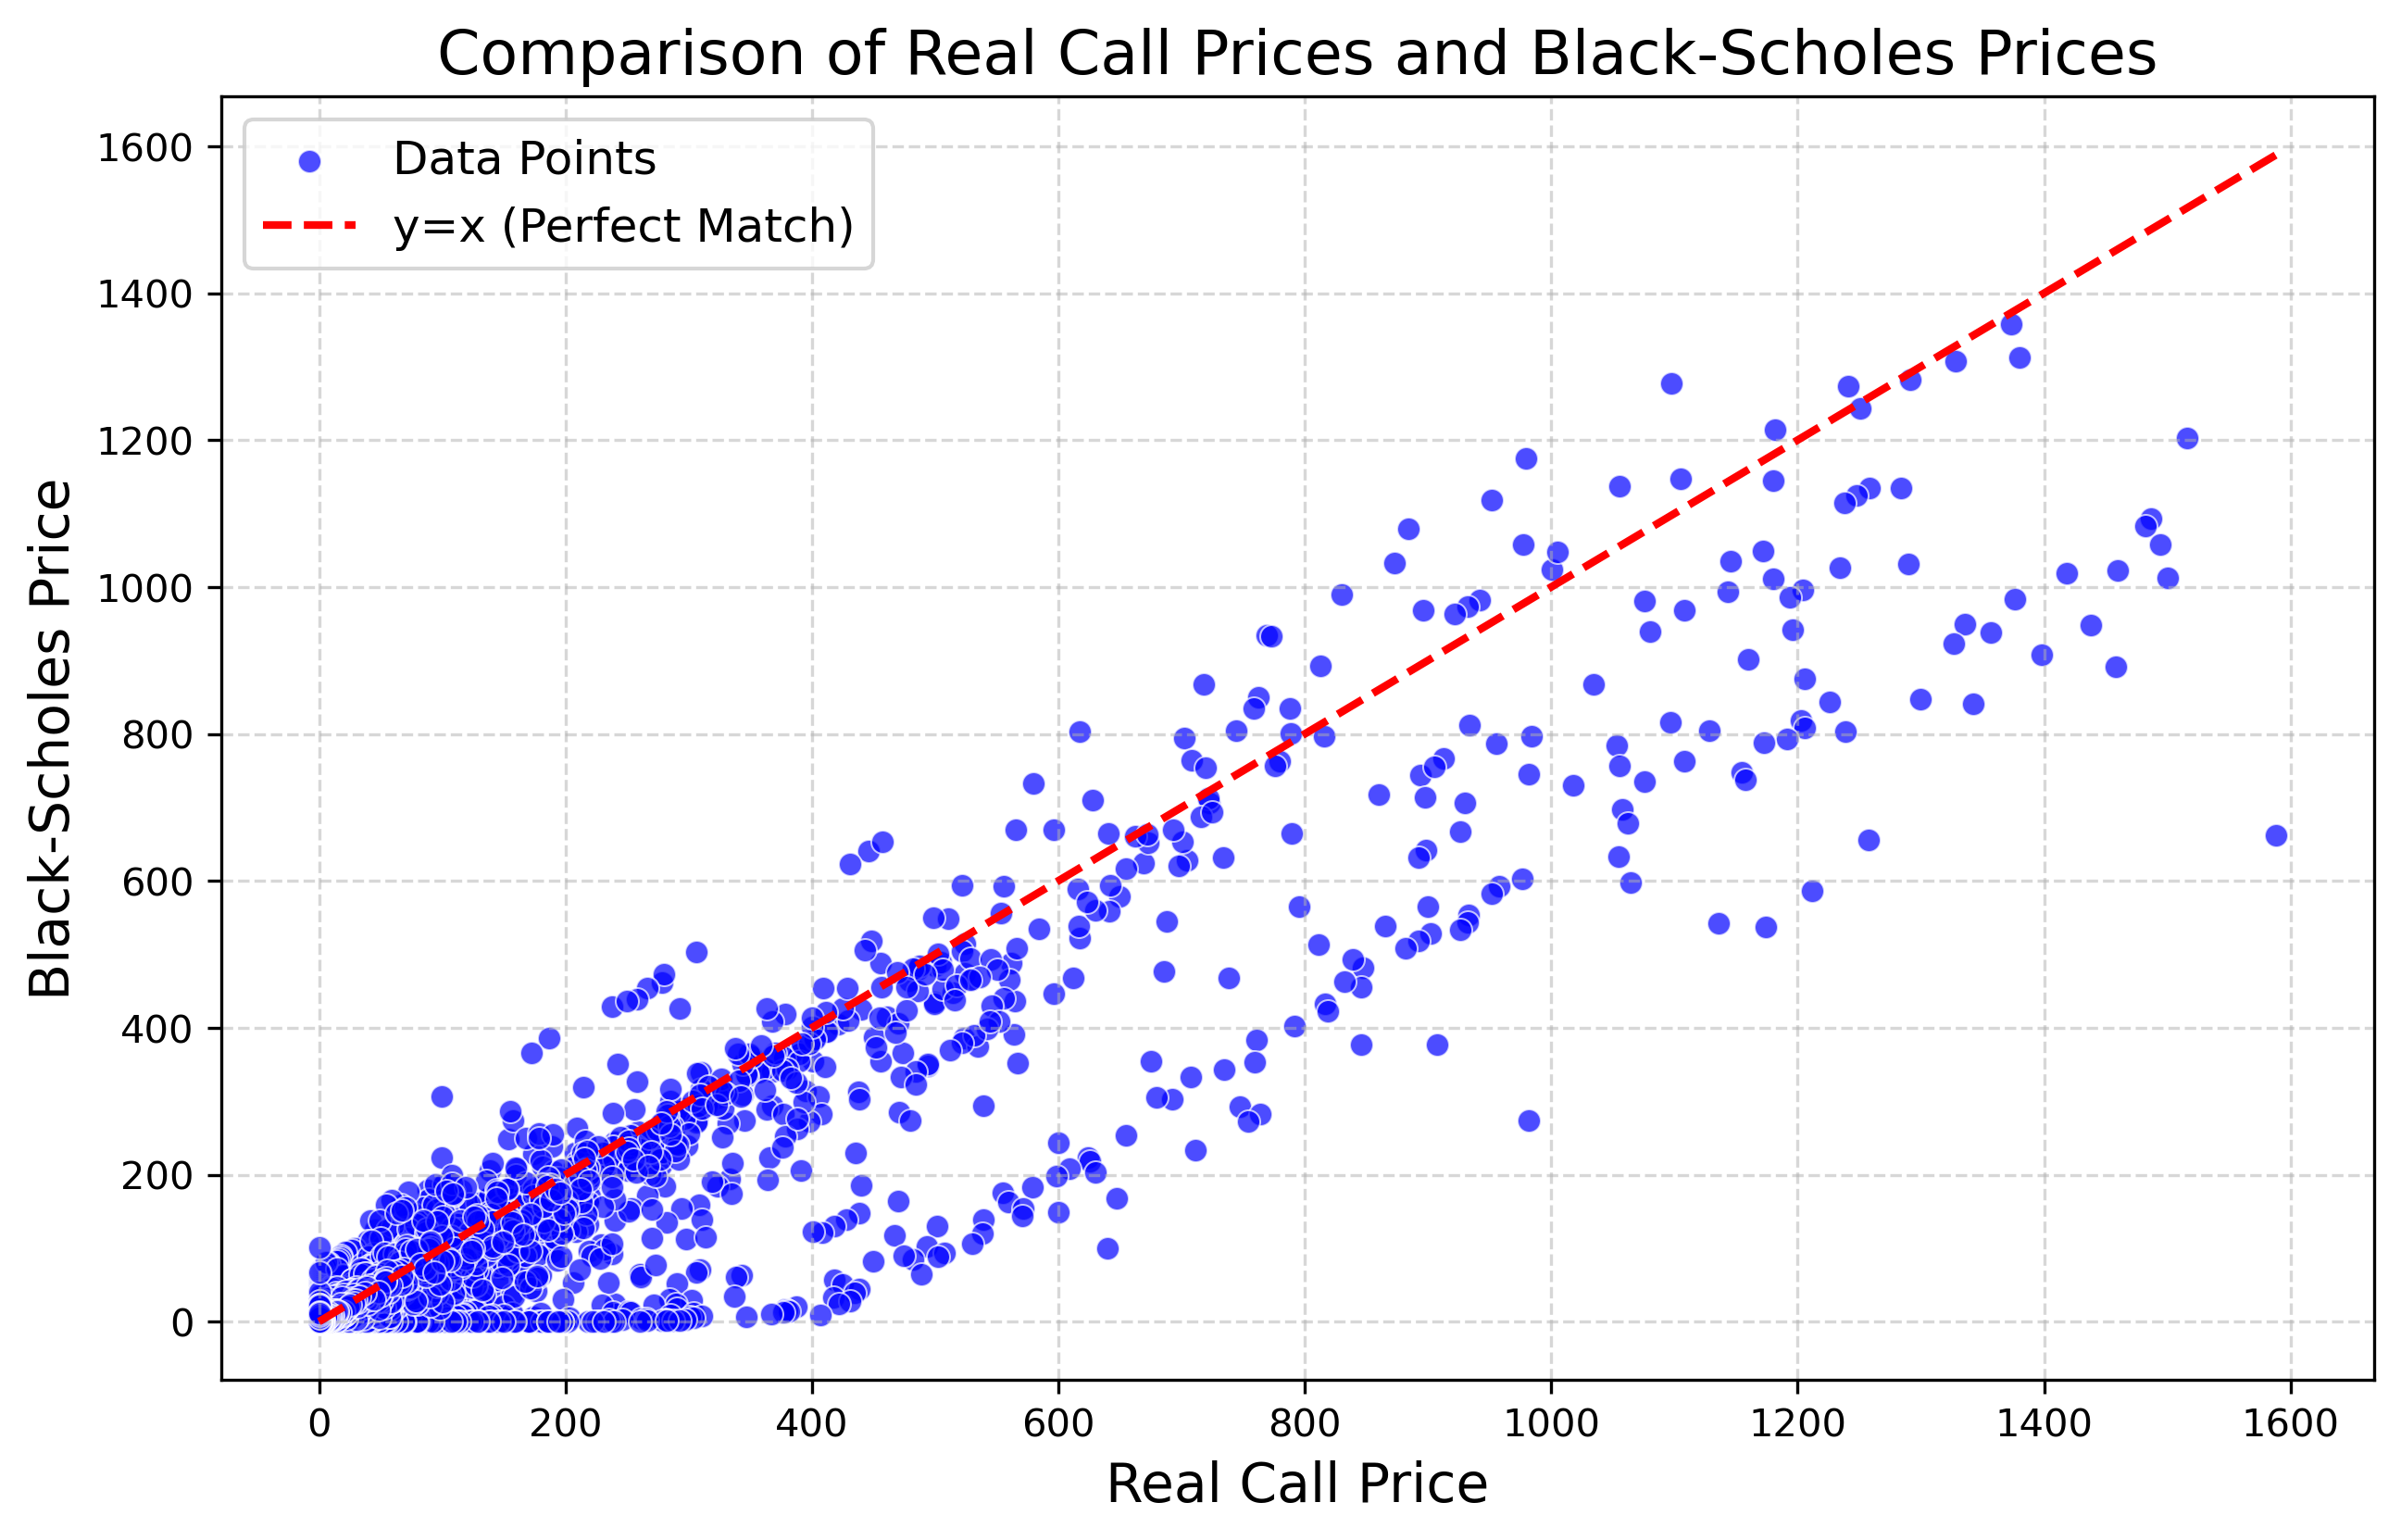 Comparison of Real Call Prices and Black-Scholes Prices
Data Points
y=x (Perfect Match)
Black-Scholes Price
1600
1400
1200
1000
800
600
400
200
0
0 200 400 600 800 1000 1200 1400 1600
Real Call Price